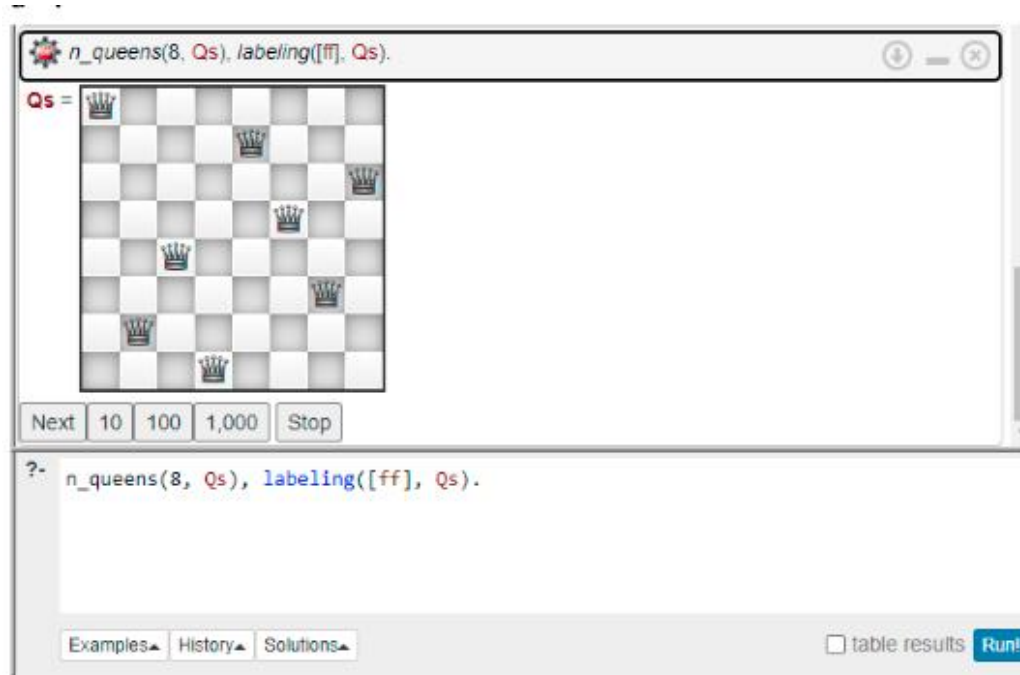 n_queens(8, Qs), labeling([ff], Qs).
Qs =
Next 10 100 1,000 Stop
?- n_queens(8, Qs), labeling([ff], Qs).
Examples History Solutions table results Run!